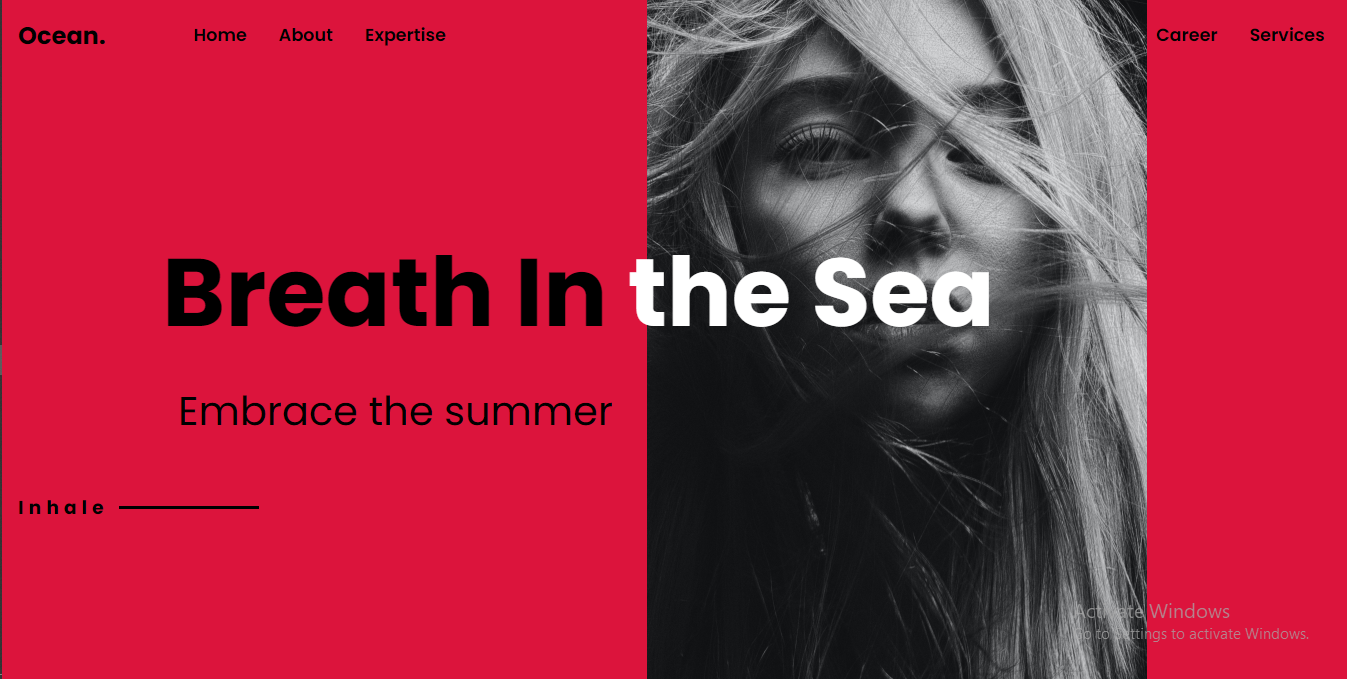 Ocean. Home About Expertise Career Services
Breath In the Sea
Embrace the summer
Inhale
Activate Windows
Go to Settings to activate Windows.